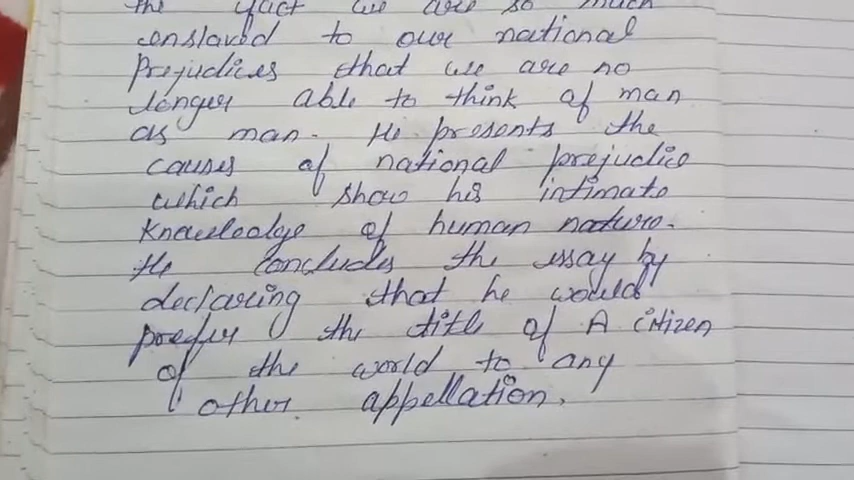 the fact we are so much
enslaved to our national
Prejudices that we are no
longer able to think of man
as man. He presents the
causes of national prejudice
which show his intimate
knowledge of human nature.
He concludes the essay by
declaring that he would
prefer the title of A citizen
of the world to any
other appellation.